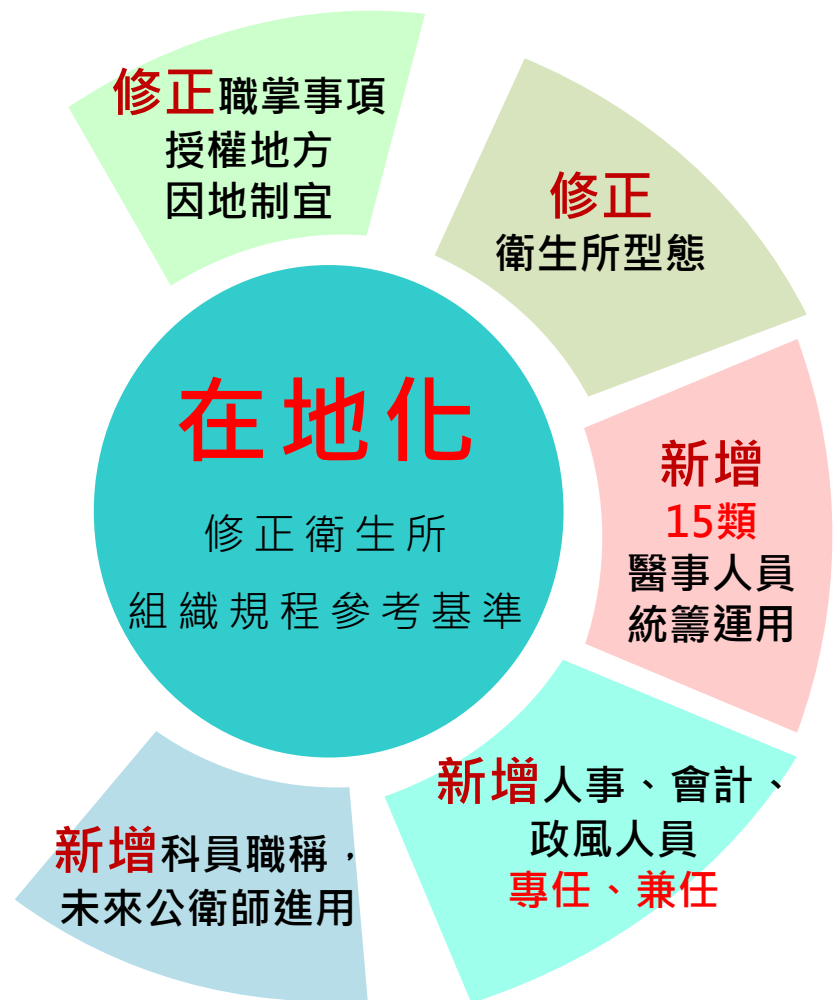 修正職掌事項
授權地方
因地制宜
修正
衛生所型態
在地化
修正衛生所
組織規程參考基準
新增
15類
醫事人員
統籌運用
新增人事、會計、
政風人員
專任、兼任
新增科員職稱，
未來公衛師進用